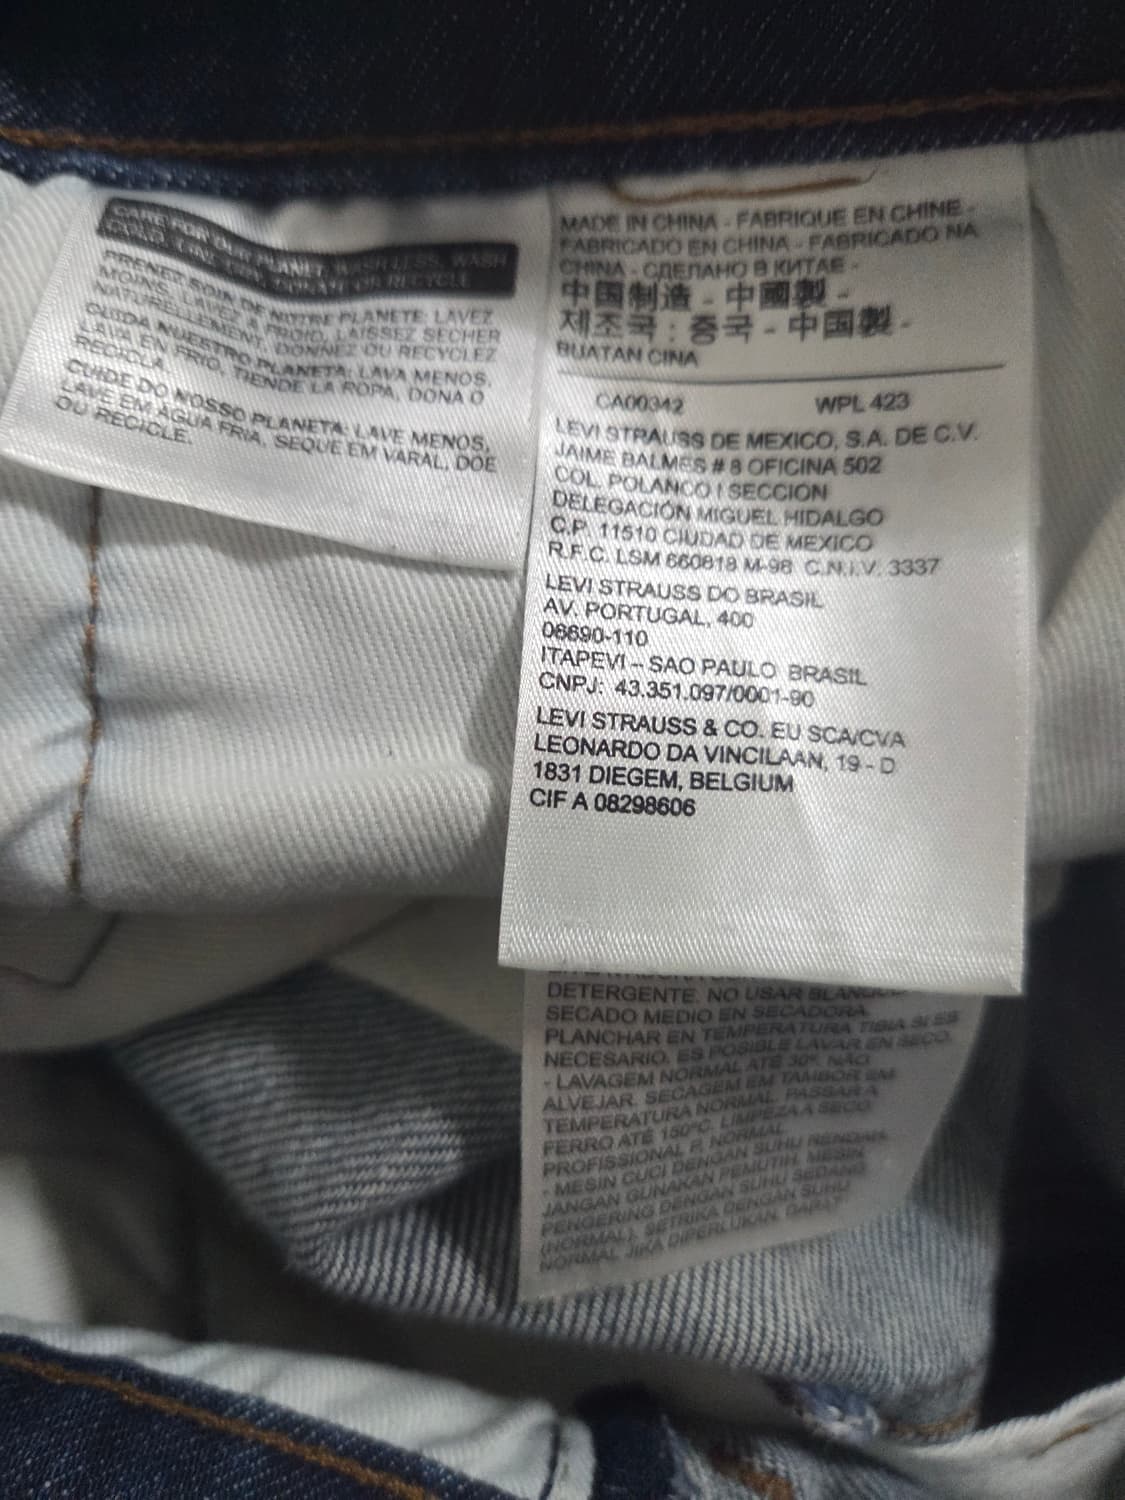 CARE FOR OUR PLANET: WASH LESS, WASH
COLD, LINE DRY, DONATE OR RECYCLE
PRENEZ SOIN DE NOTRE PLANETE: LAVEZ
MOINS, LAVEZ A FROID, LAISSEZ SECHER
NATURELLEMENT, DONNEZ OU RECYCLEZ
CUIDA NUESTRO PLANETA: LAVA MENOS,
LAVA EN FRIO, TIENDE LA ROPA, DONA O
RECICLA.
CUIDE DO NOSSO PLANETA: LAVE MENOS,
LAVE EM AGUA FRIA, SEQUE EM VARAL, DOE
OU RECICLE.
MADE IN CHINA - FABRIQUE EN CHINE -
FABRICADO EN CHINA - FABRICADO NA
CHINA - СДЕЛАНО В КИТАЕ -
中国制造 - 中國製 -
제조국 : 중국 - 中国製 -
BUATAN CINA
CA00342 WPL 423
LEVI STRAUSS DE MEXICO, S.A. DE C.V.
JAIME BALMES # 8 OFICINA 502
COL. POLANCO I SECCION
DELEGACIÓN MIGUEL HIDALGO
C.P. 11510 CIUDAD DE MEXICO
R.F.C. LSM 660818 M-98 C.N.I.V. 3337
LEVI STRAUSS DO BRASIL
AV. PORTUGAL, 400
06690-110
ITAPEVI – SAO PAULO BRASIL
CNPJ: 43.351.097/0001-90
LEVI STRAUSS & CO. EU SCA/CVA
LEONARDO DA VINCILAAN, 19 - D
1831 DIEGEM, BELGIUM
CIF A 08298606
DETERGENTE. NO USAR
SECADO MEDIO EN SECADORA.
PLANCHAR EN TEMPERATURA TIBIA SI ES
NECESARIO. ES POSIBLE LAVAR EN SECO.
- LAVAGEM NORMAL ATÉ 30°. NÃO
ALVEJAR. SECAGEM EM TAMBOR EM
TEMPERATURA NORMAL. PASSAR A
FERRO ATÉ 150°C. LIMPEZA A SECO
PROFISSIONAL P, NORMAL
- MESIN CUCI DENGAN SUHU RENDAH.
JANGAN GUNAKAN PEMUTIH. MESIN
PENGERING DENGAN SUHU SEDANG
(NORMAL). SETRIKA DENGAN SUHU
NORMAL JIKA DIPERLUKAN. DAPAT